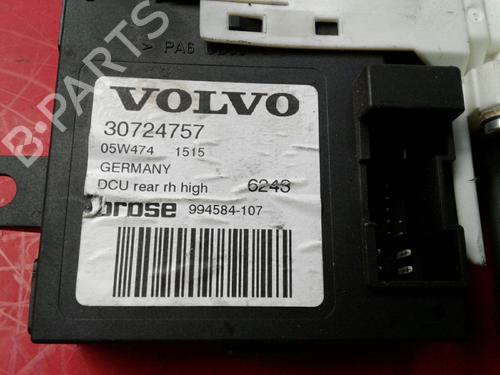 > PA6
VOLVO
30724757
05W474 1515
GERMANY
DCU rear rh high 6243
brose 994584-107
B-PARTS